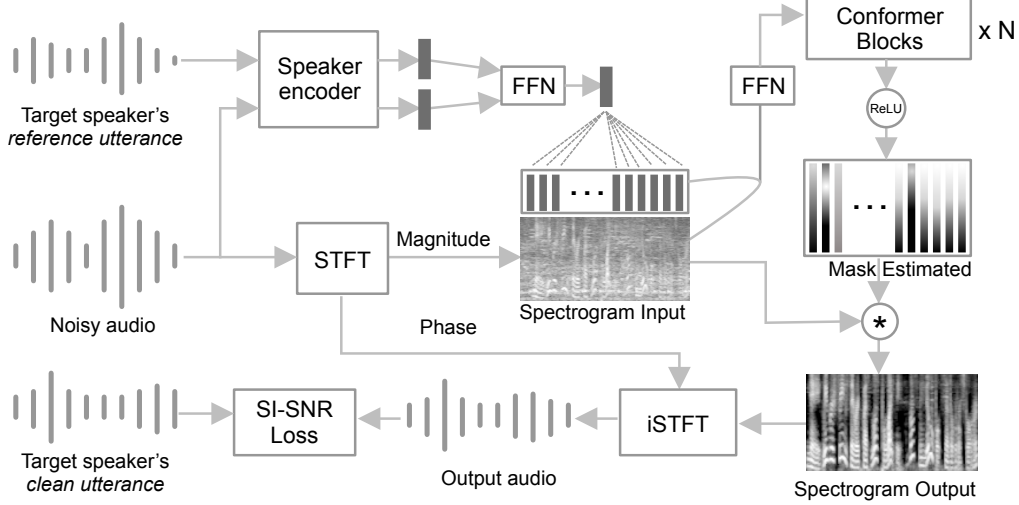 Target speaker's
reference utterance
Speaker
encoder
FFN
FFN
Conformer
Blocks
x N
ReLU
Noisy audio
STFT
Magnitude
Phase
Spectrogram Input
. . .
. . .
Mask Estimated
*
Target speaker's
clean utterance
SI-SNR
Loss
Output audio
iSTFT
Spectrogram Output